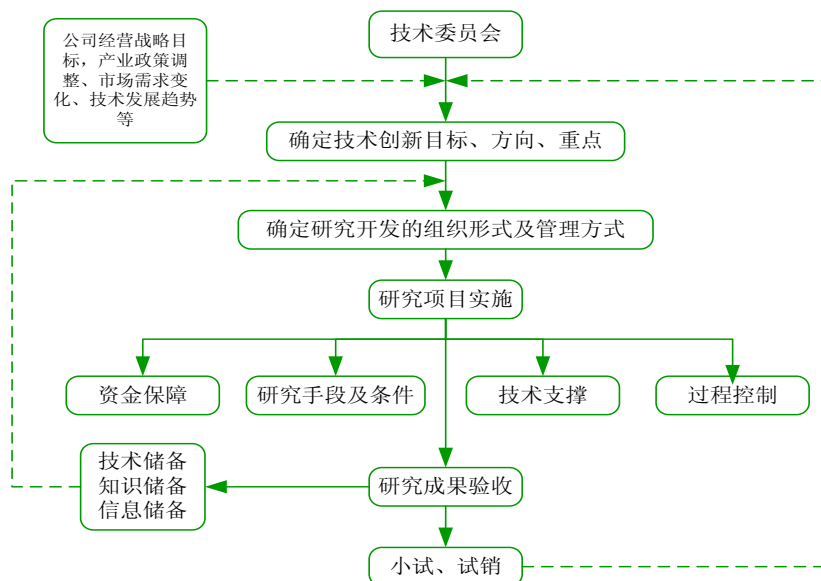 公司经营战略目
标，产业政策调
整、市场需求变
化、技术发展趋势
等
技术委员会
确定技术创新目标、方向、重点
确定研究开发的组织形式及管理方式
研究项目实施
资金保障
研究手段及条件
技术支撑
过程控制
技术储备
知识储备
信息储备
研究成果验收
小试、试销